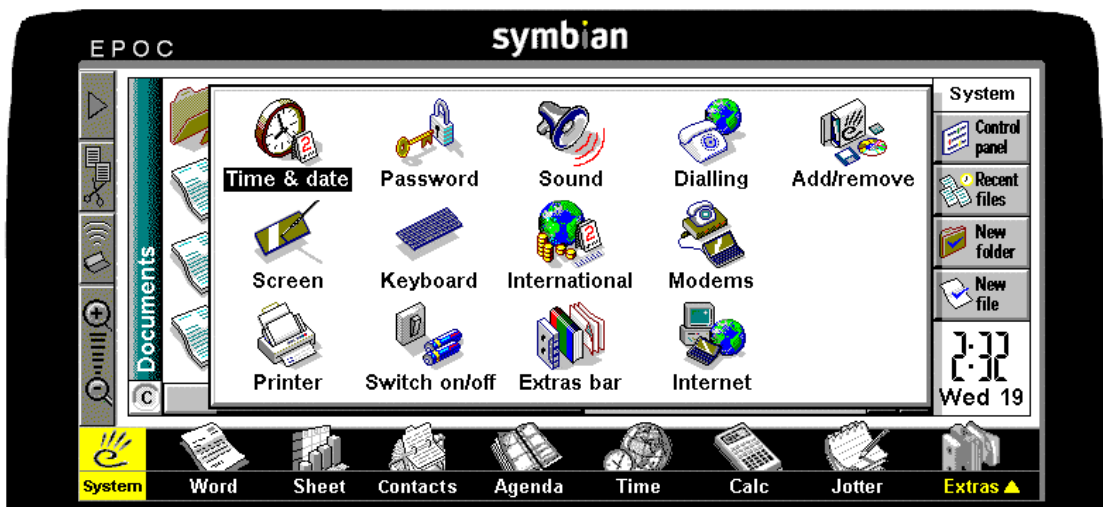 EPOC
symbian
Documents
C
Time & date
Password
Sound
Dialling
Add/remove
Screen
Keyboard
International
Modems
Printer
Switch on/off
Extras bar
Internet
System
Control
panel
Recent
files
New
folder
New
file
2:32
Wed 19
System
Word
Sheet
Contacts
Agenda
Time
Calc
Jotter
Extras ▲